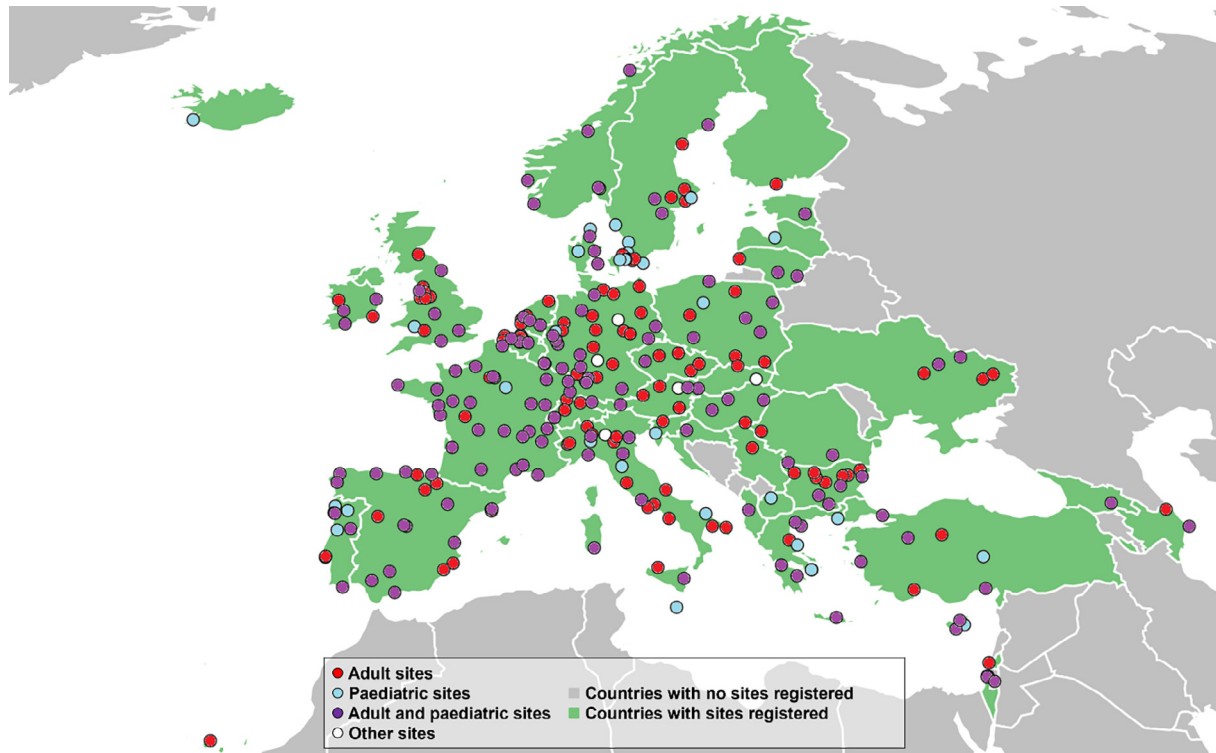 Adult sites
Paediatric sites
Adult and paediatric sites
Other sites
Countries with no sites registered
Countries with sites registered